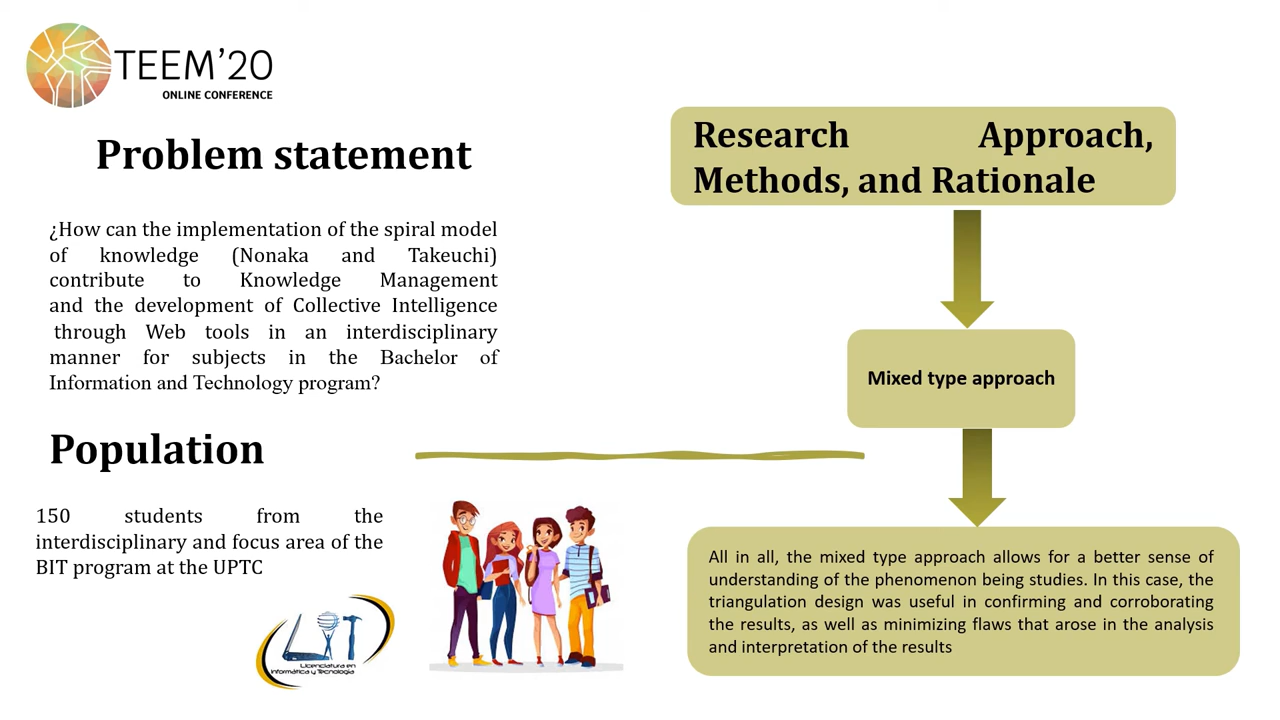 TEEM'20
ONLINE CONFERENCE
Problem statement
¿How can the implementation of the spiral model
of knowledge (Nonaka and Takeuchi)
contribute to Knowledge Management
and the development of Collective Intelligence
through Web tools in an interdisciplinary
manner for subjects in the Bachelor of
Information and Technology program?
Population
150 students from the
interdisciplinary and focus area of the
BIT program at the UPTC
LIT
Licenciatura en
Informática y Tecnología
Research Approach,
Methods, and Rationale
Mixed type approach
All in all, the mixed type approach allows for a better sense of
understanding of the phenomenon being studies. In this case, the
triangulation design was useful in confirming and corroborating
the results, as well as minimizing flaws that arose in the analysis
and interpretation of the results